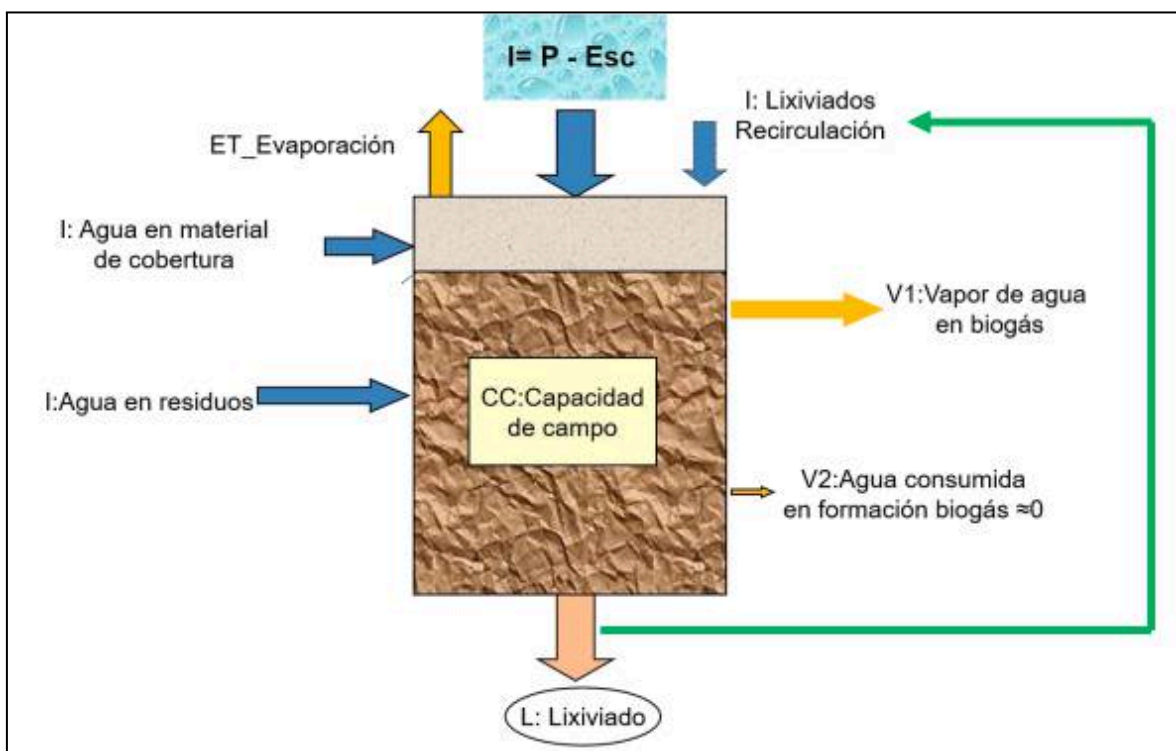 I= P - Esc
I: Lixiviados
Recirculación
ET_Evaporación
I: Agua en material
de cobertura
V1:Vapor de agua
en biogás
I:Agua en residuos
CC:Capacidad
de campo
V2:Agua consumida
en formación biogás ≈0
L: Lixiviado